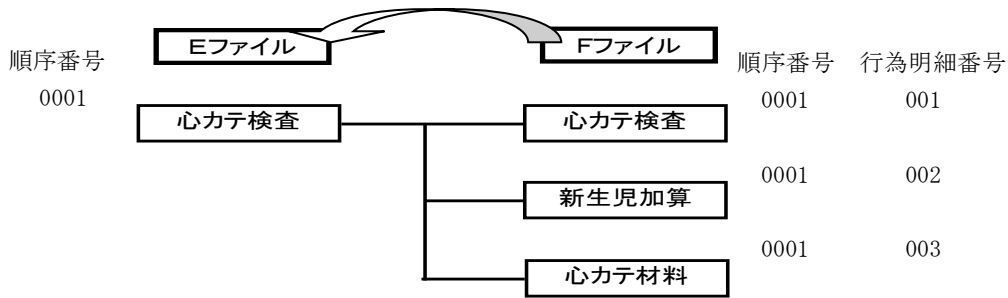 Eファイル
Fファイル
順序番号
順序番号 行為明細番号
0001
0001 001
心カテ検査
心カテ検査
0001 002
新生児加算
0001 003
心カテ材料